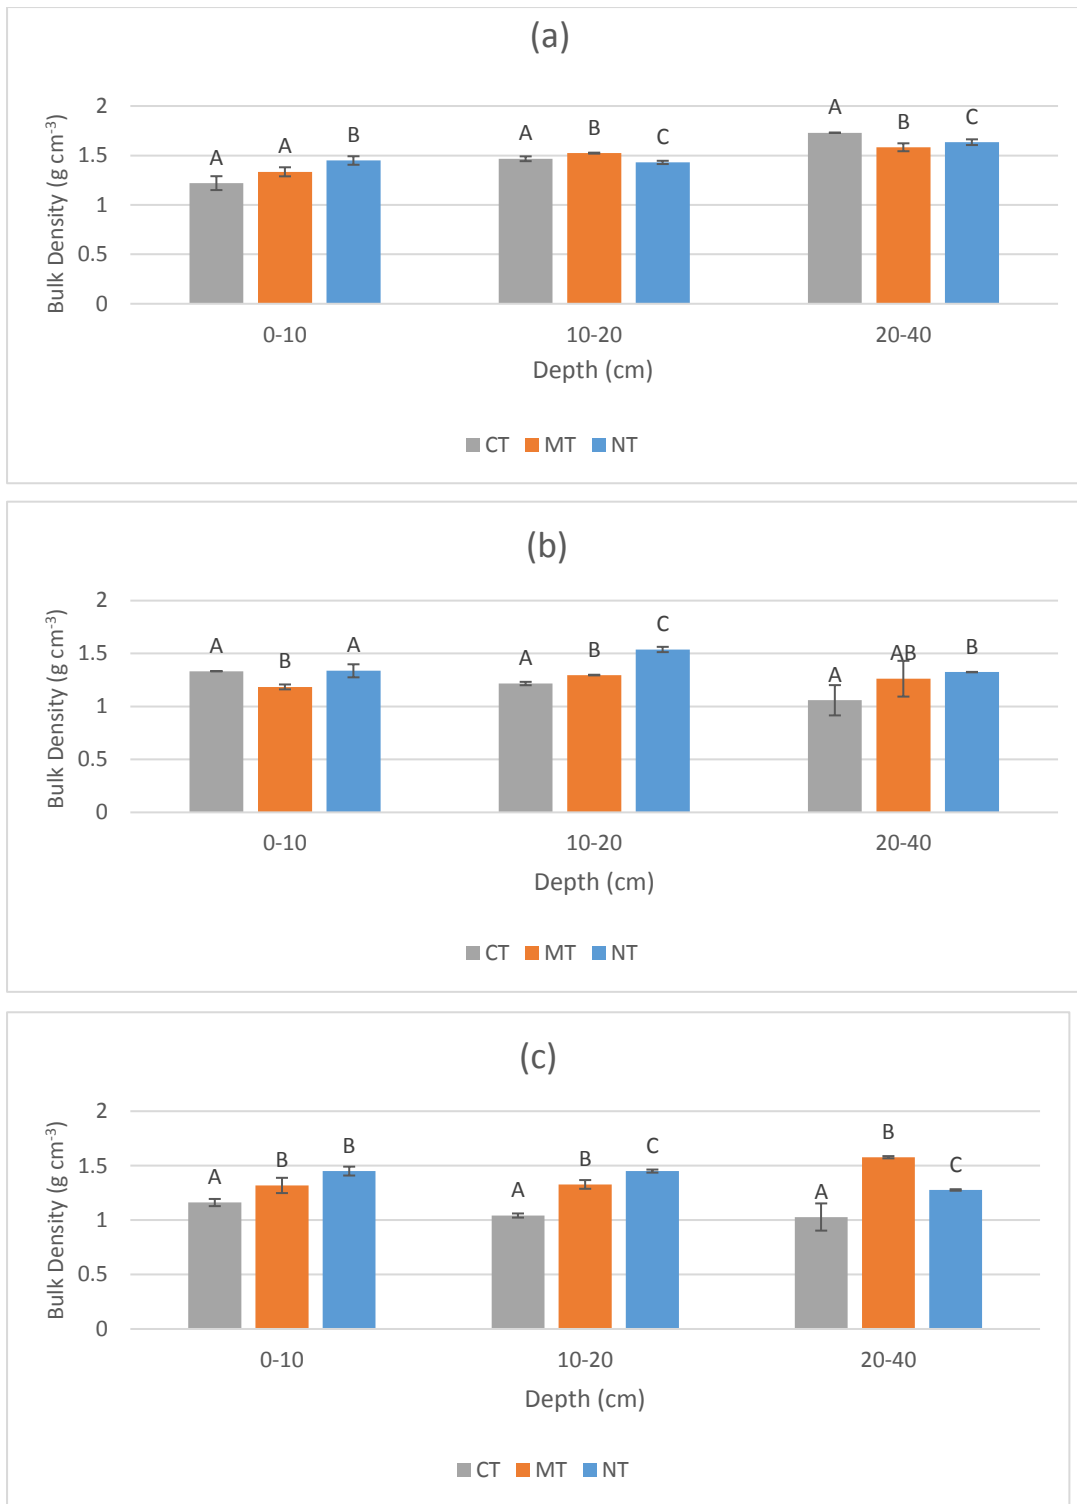 (a)
Bulk Density (g cm⁻³)
2
1.5
1
0.5
0
A A B
A B C
A B C
0-10 10-20 20-40
Depth (cm)
CT MT NT
(b)
Bulk Density (g cm⁻³)
2
1.5
1
0.5
0
A B A
A B C
A AB B
0-10 10-20 20-40
Depth (cm)
CT MT NT
(c)
Bulk Density (g cm⁻³)
2
1.5
1
0.5
0
A B B
A B C
A B C
0-10 10-20 20-40
Depth (cm)
CT MT NT